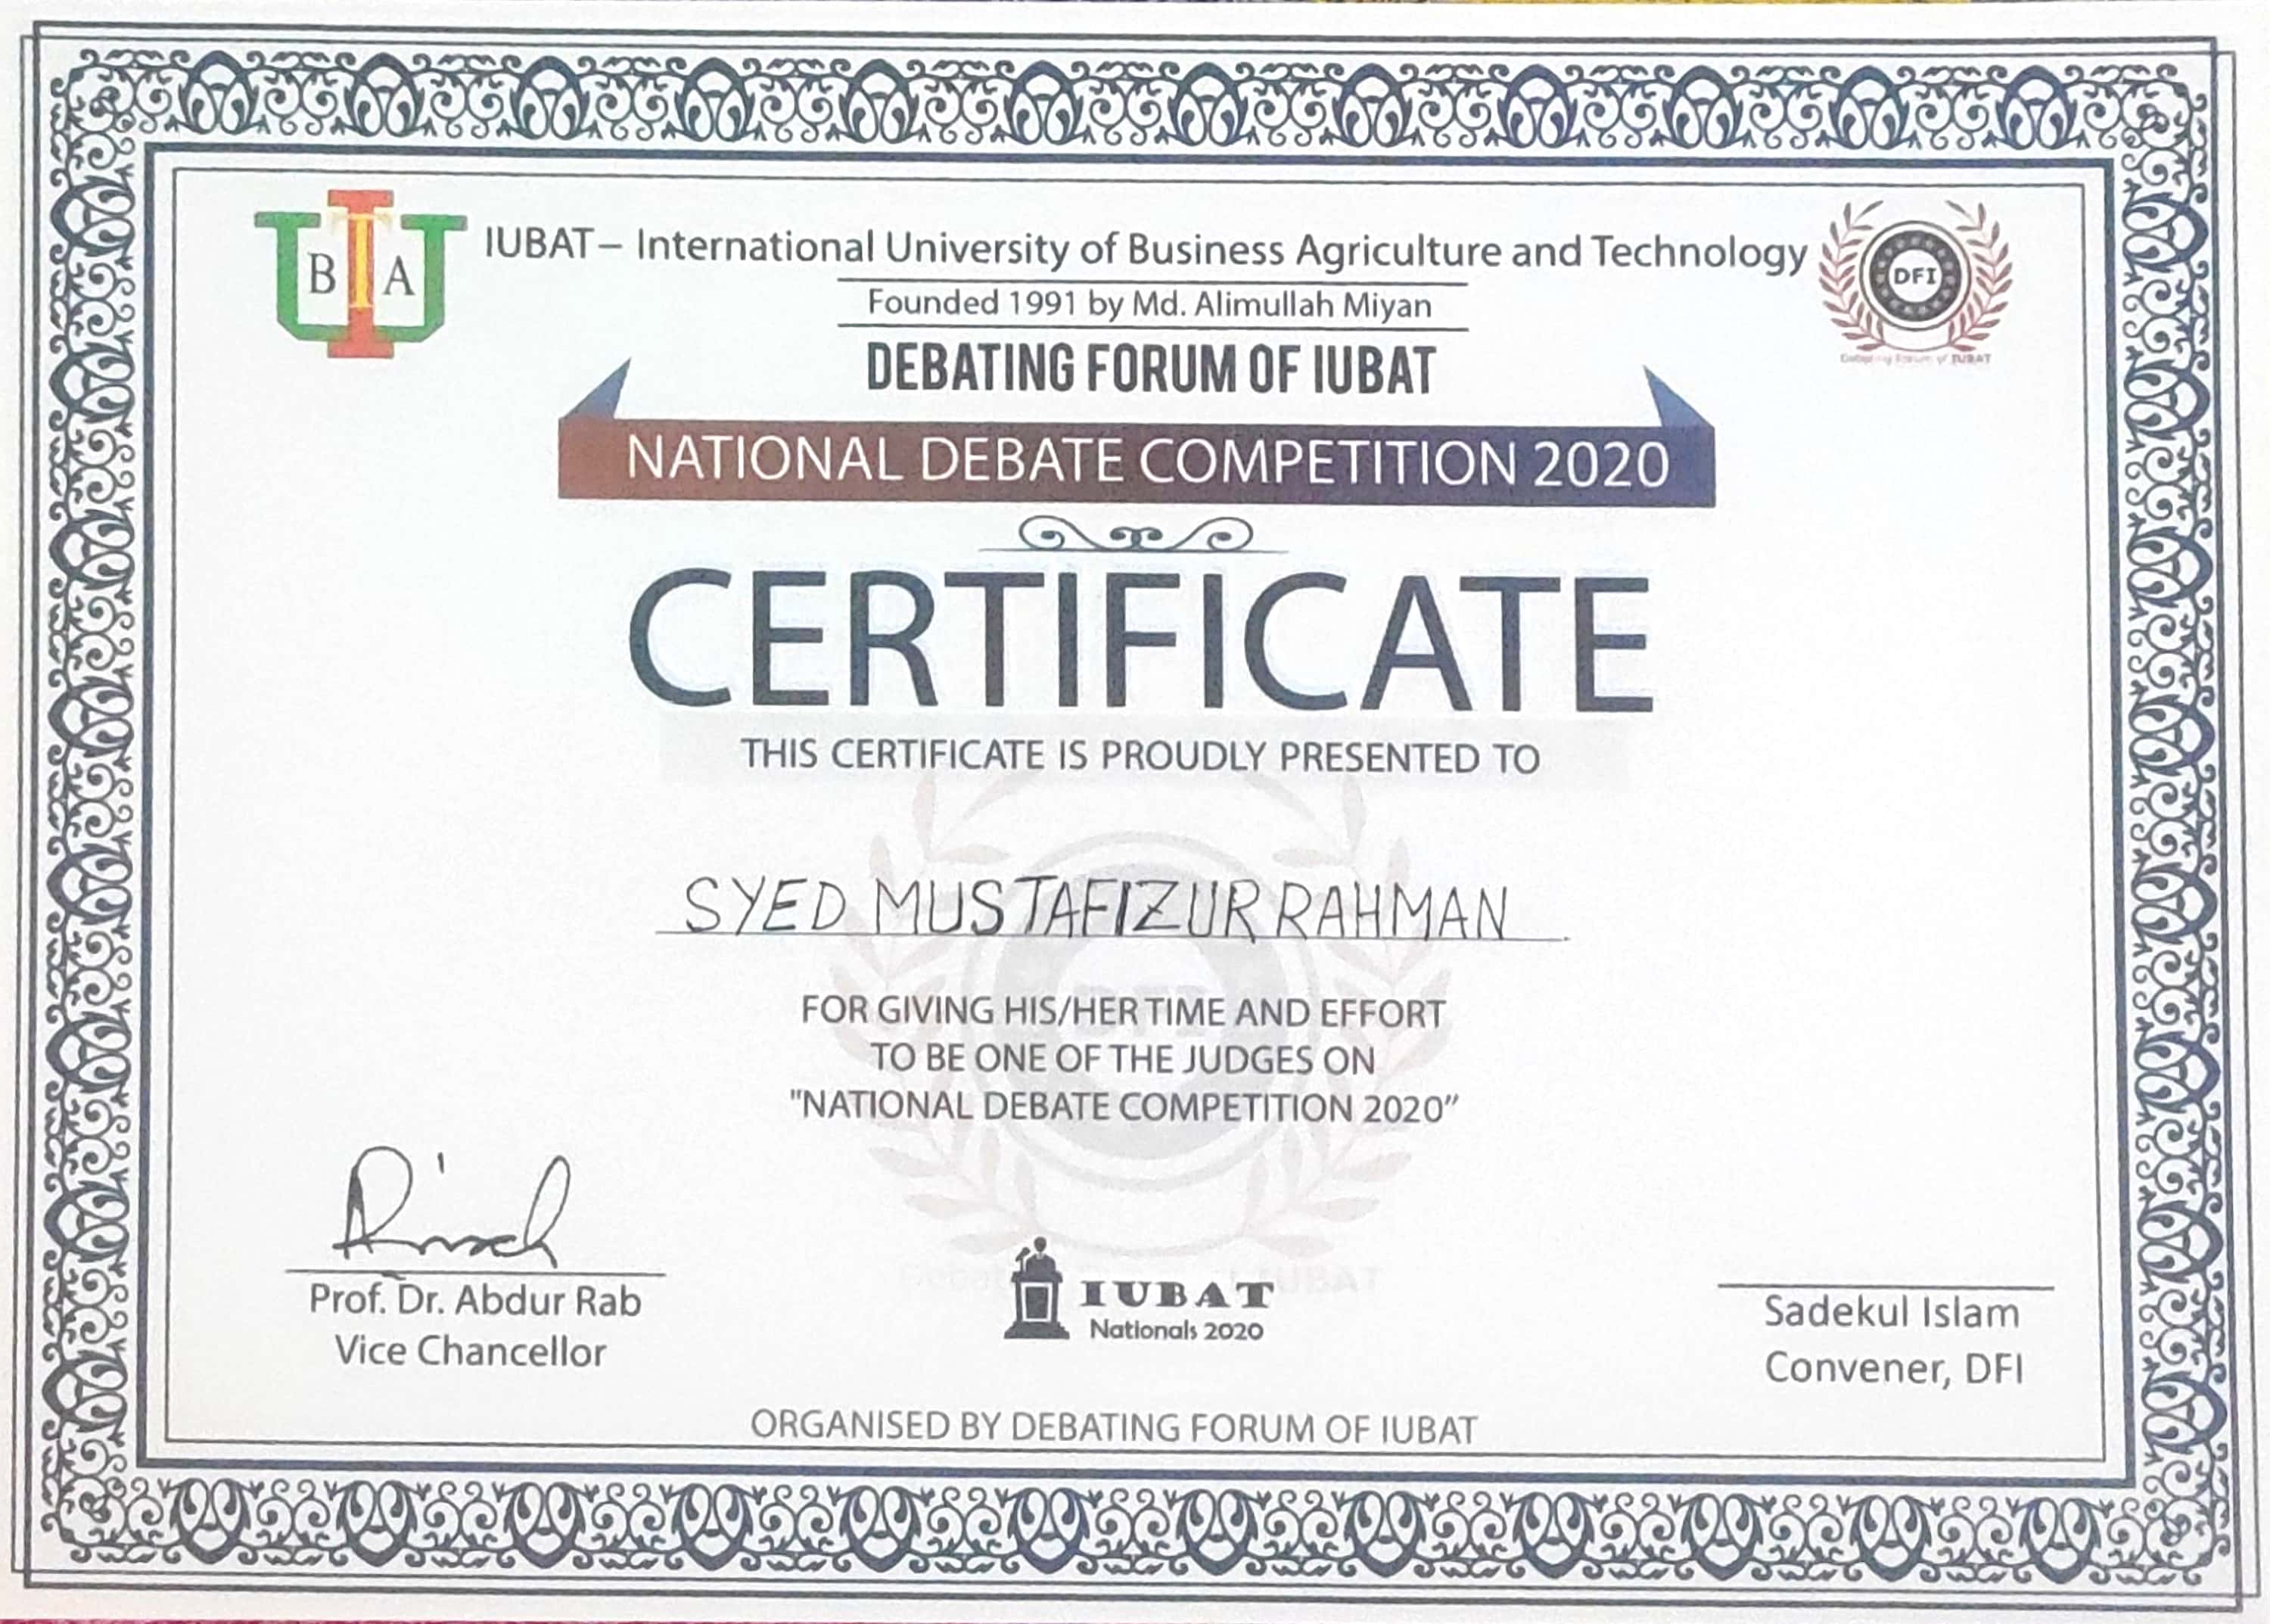 IUBAT– International University of Business Agriculture and Technology
Founded 1991 by Md. Alimullah Miyan
DEBATING FORUM OF IUBAT
B I T A U
DFI
Debating Forum of IUBAT
NATIONAL DEBATE COMPETITION 2020
CERTIFICATE
THIS CERTIFICATE IS PROUDLY PRESENTED TO
SYED MUSTAFIZUR RAHMAN
FOR GIVING HIS/HER TIME AND EFFORT
TO BE ONE OF THE JUDGES ON
"NATIONAL DEBATE COMPETITION 2020”
Prof. Dr. Abdur Rab
Vice Chancellor
IUBAT
Nationals 2020
Sadekul Islam
Convener, DFI
ORGANISED BY DEBATING FORUM OF IUBAT